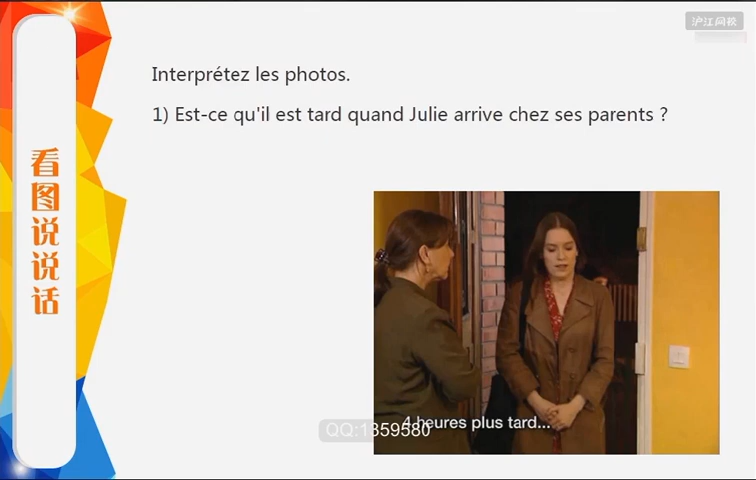 沪江网校
Interprétez les photos.
1) Est-ce qu'il est tard quand Julie arrive chez ses parents ?
看图说说话
4 heures plus tard...
QQ:1359580